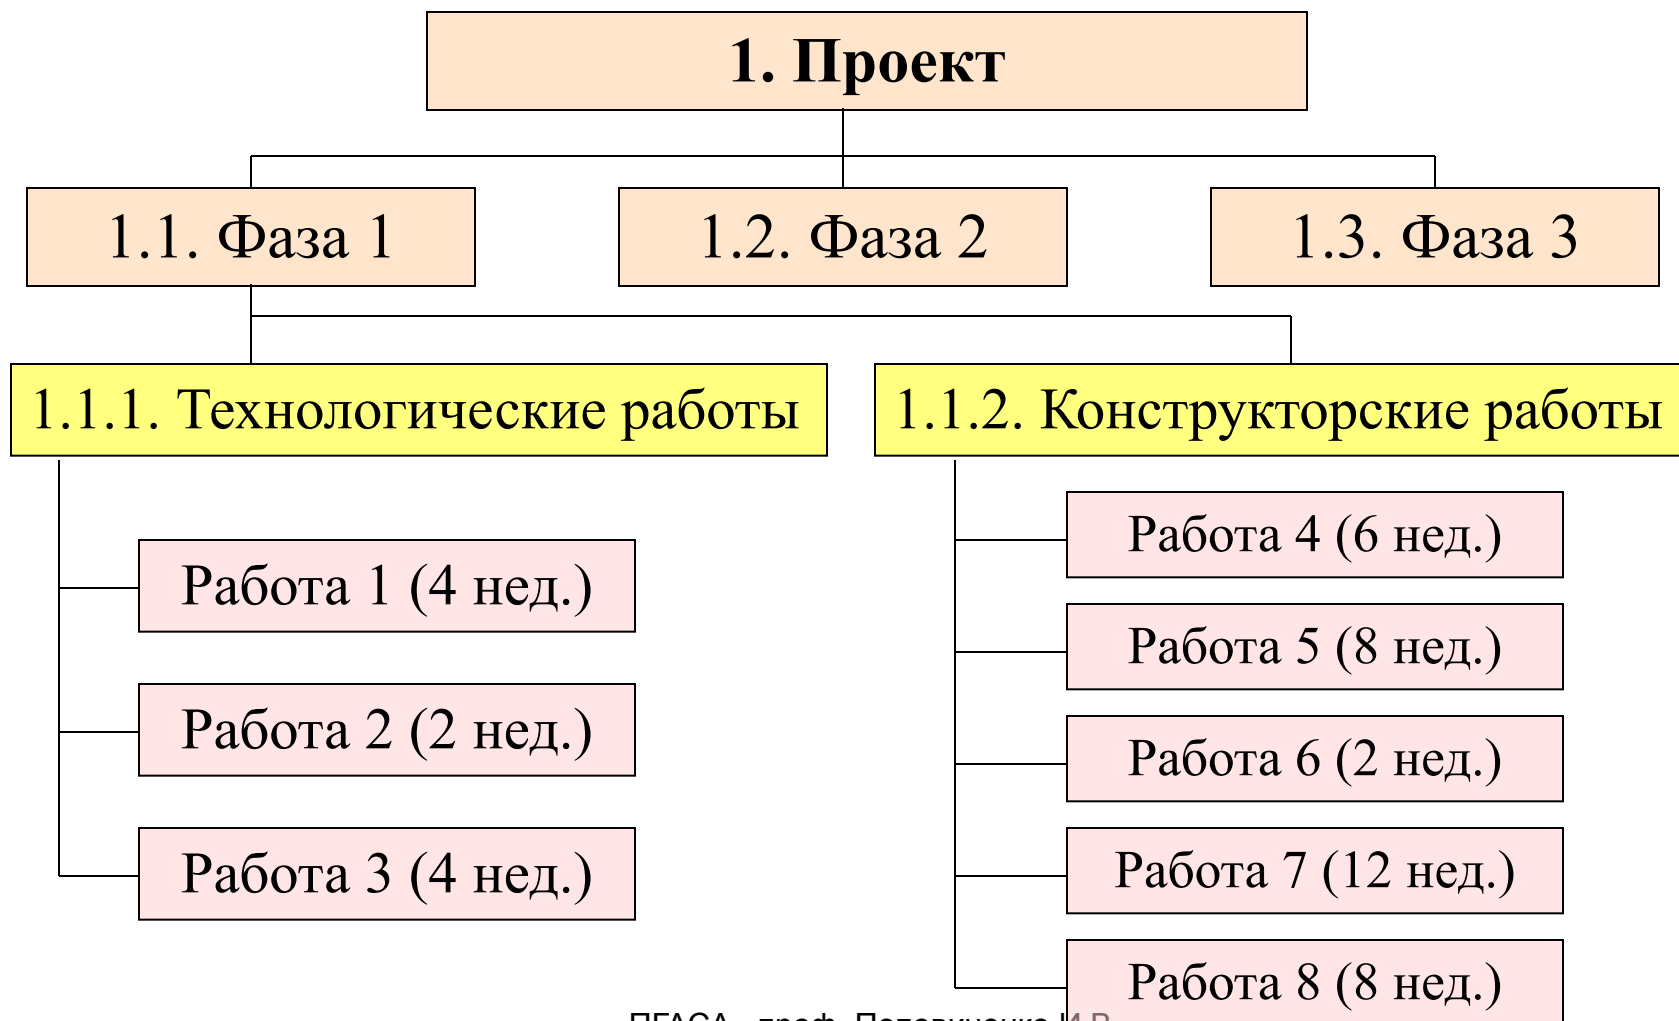 1. Проект
1.1. Фаза 1
1.2. Фаза 2
1.3. Фаза 3
1.1.1. Технологические работы
1.1.2. Конструкторские работы
Работа 1 (4 нед.)
Работа 2 (2 нед.)
Работа 3 (4 нед.)
Работа 4 (6 нед.)
Работа 5 (8 нед.)
Работа 6 (2 нед.)
Работа 7 (12 нед.)
Работа 8 (8 нед.)